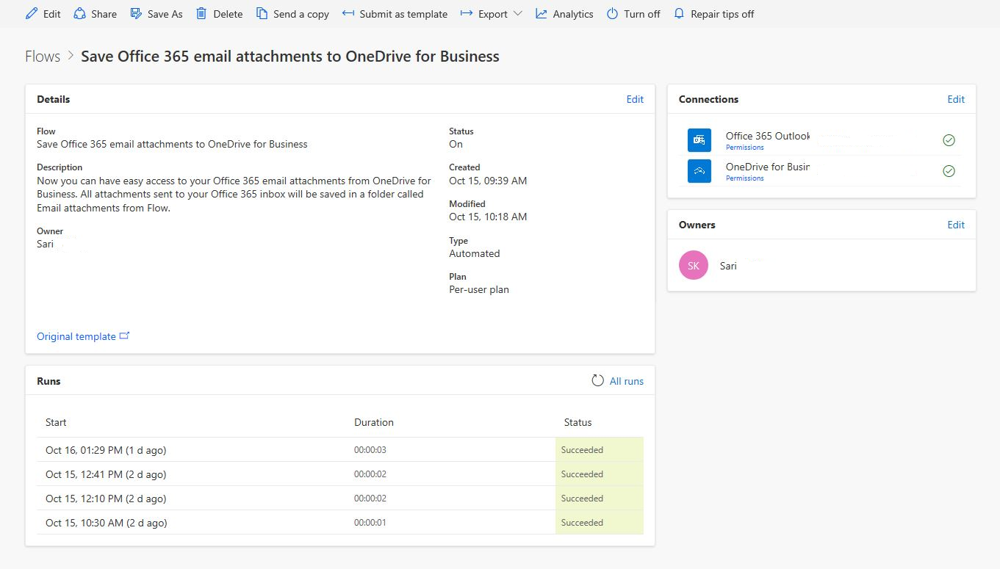 Edit Share Save As Delete Send a copy Submit as template Export Analytics Turn off Repair tips off
Flows > Save Office 365 email attachments to OneDrive for Business
Details Edit
Flow
Save Office 365 email attachments to OneDrive for Business
Description
Now you can have easy access to your Office 365 email attachments from OneDrive for
Business. All attachments sent to your Office 365 inbox will be saved in a folder called
Email attachments from Flow.
Owner
Sari
Status
On
Created
Oct 15, 09:39 AM
Modified
Oct 15, 10:18 AM
Type
Automated
Plan
Per-user plan
Original template
Connections Edit
Office 365 Outlook
Permissions
OneDrive for Busin
Permissions
Owners Edit
SK Sari
Runs All runs
Start Duration Status
Oct 16, 01:29 PM (1 d ago) 00:00:03 Succeeded
Oct 15, 12:41 PM (2 d ago) 00:00:02 Succeeded
Oct 15, 12:10 PM (2 d ago) 00:00:02 Succeeded
Oct 15, 10:30 AM (2 d ago) 00:00:01 Succeeded